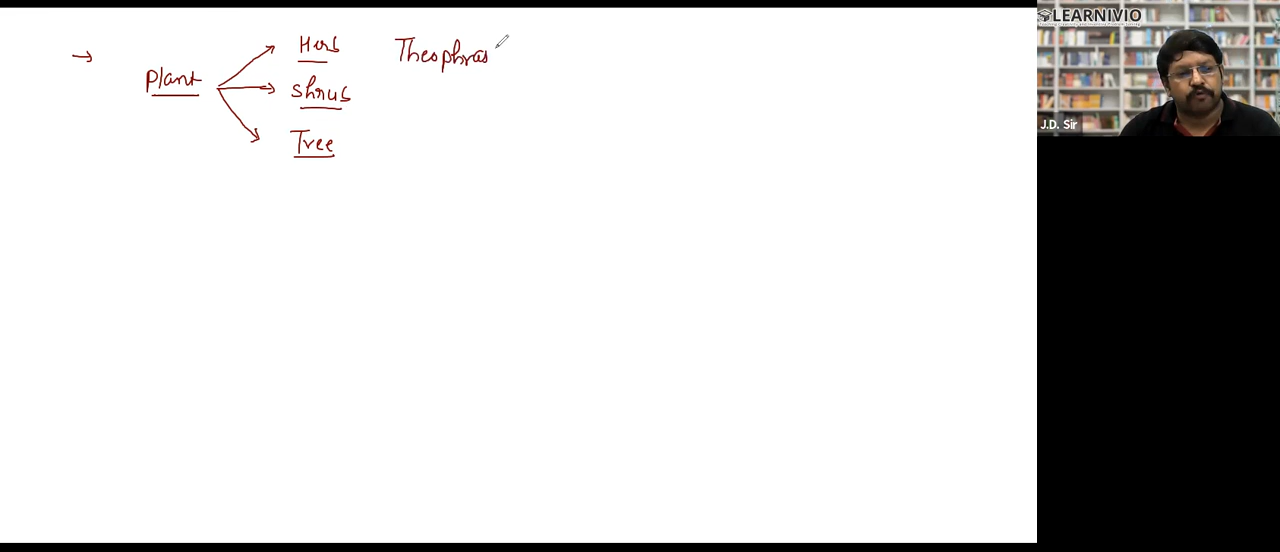 → Plant
Herb
Shrub
Tree
Theophras
LEARNIVIO
J.D. Sir